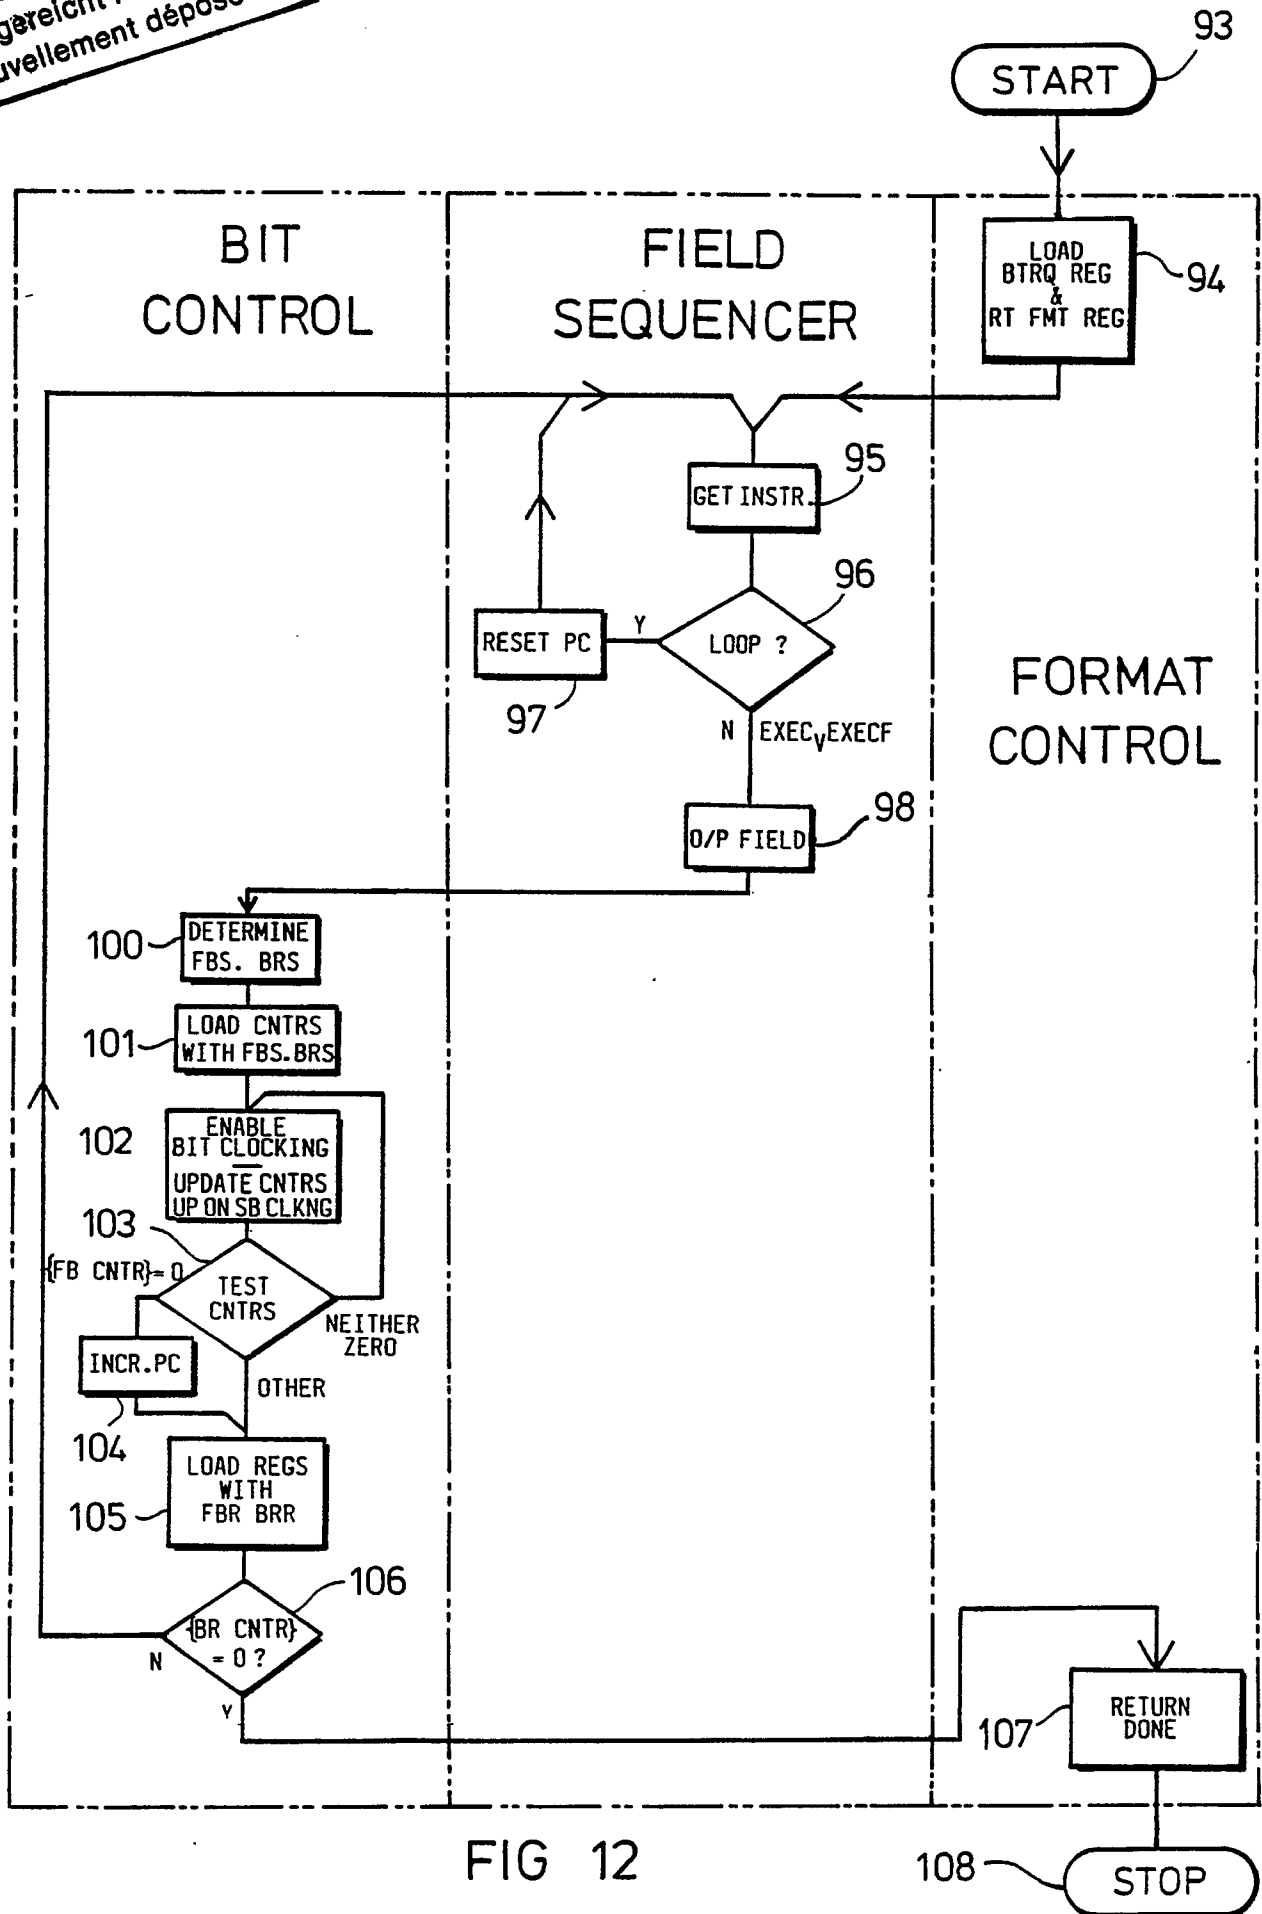 gereicht
uvellement déposé
93
START
BIT
CONTROL
FIELD
SEQUENCER
LOAD
BTRQ REG
&
RT FMT REG
94
95
GET INSTR.
96
LOOP ?
Y
RESET PC
97
N EXECVEXECF
FORMAT
CONTROL
98
O/P FIELD
100
DETERMINE
FBS. BRS
101
LOAD CNTRS
WITH FBS.BRS
102
ENABLE
BIT CLOCKING
UPDATE CNTRS
UP ON SB CLKNG
103
{FB CNTR}=0
TEST
CNTRS
NEITHER
ZERO
INCR.PC
OTHER
104
LOAD REGS
WITH
FBR BRR
105
106
{BR CNTR}
= 0 ?
N
Y
RETURN
DONE
107
FIG 12
108
STOP